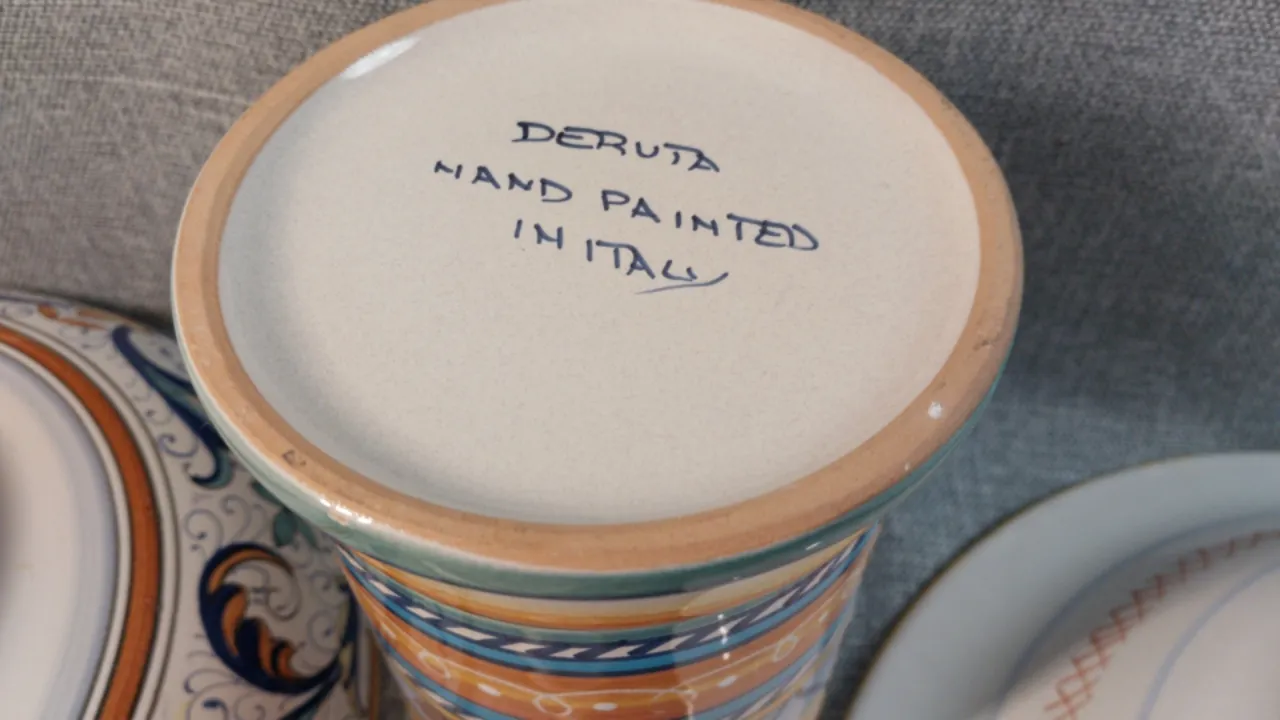 DERUTA
HAND PAINTED
IN ITALY